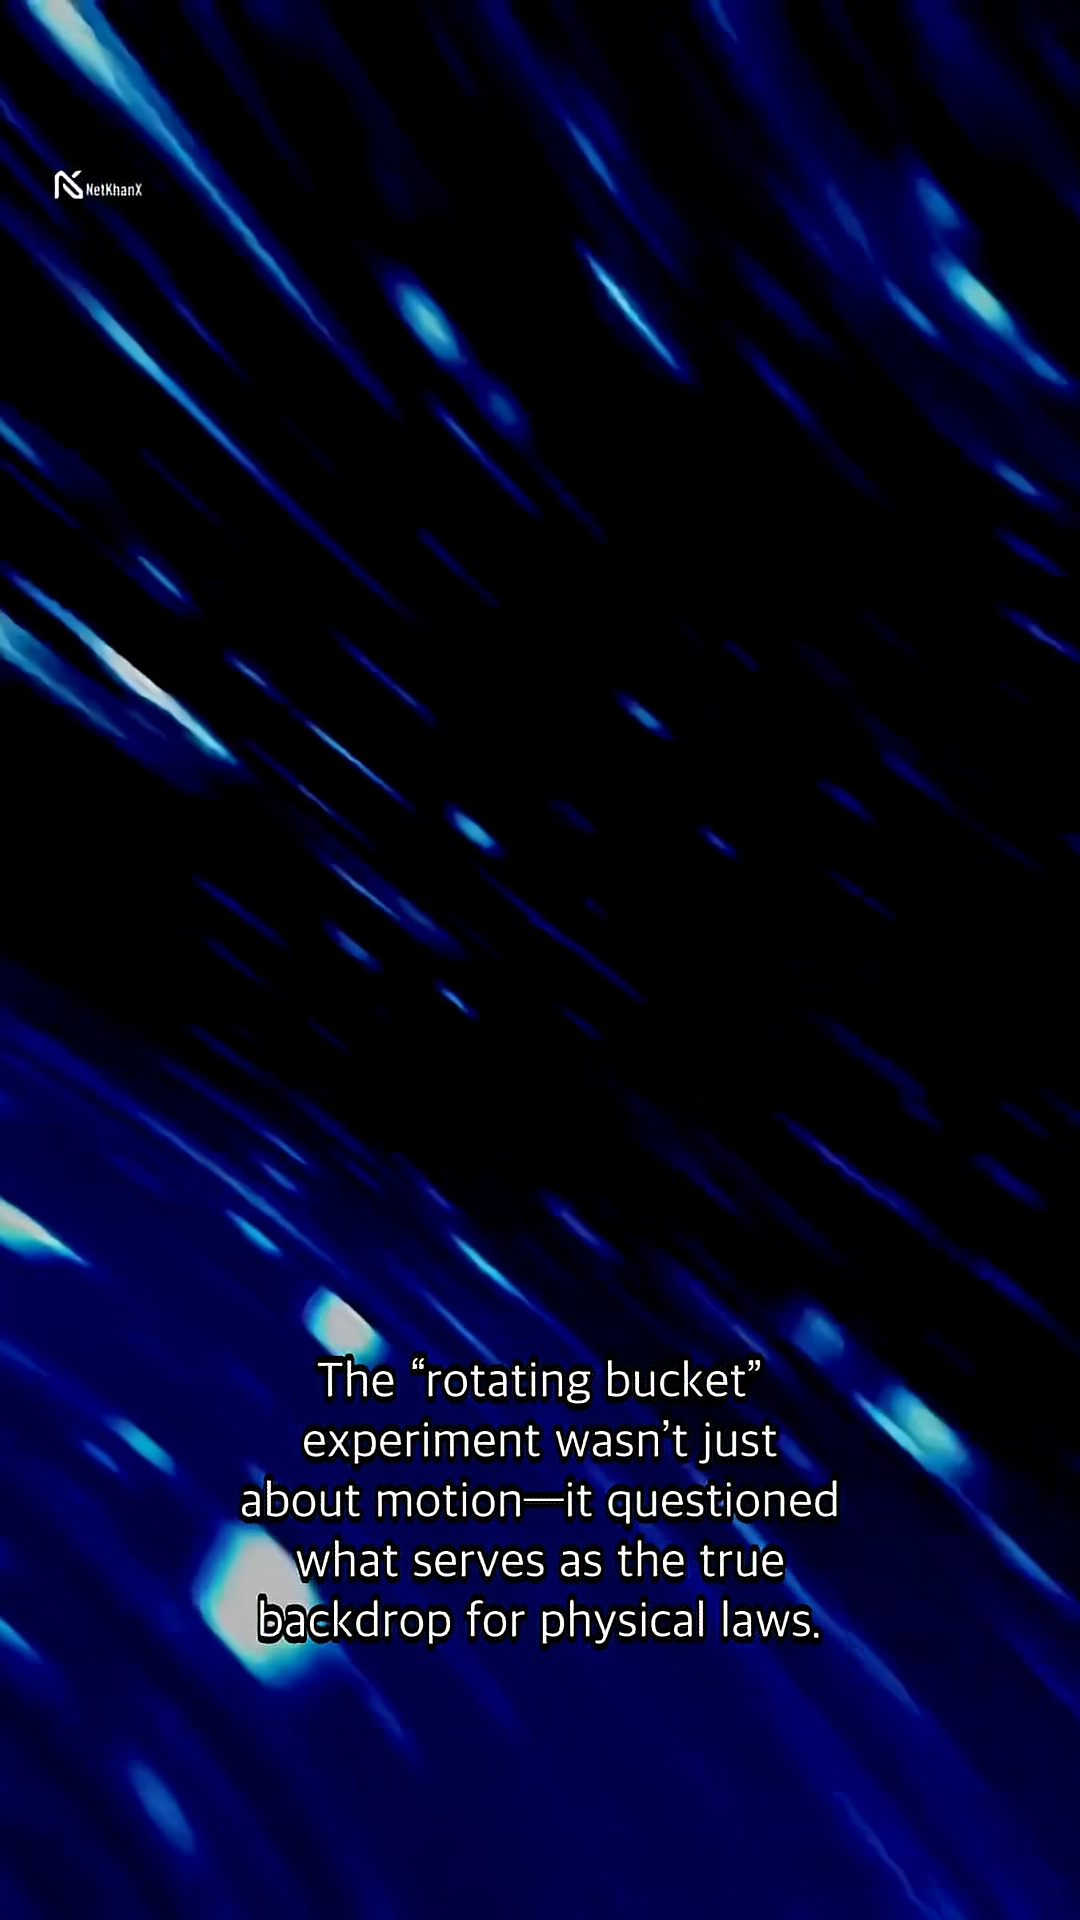 NetKhanX
The “rotating bucket”
experiment wasn’t just
about motion—it questioned
what serves as the true
backdrop for physical laws.